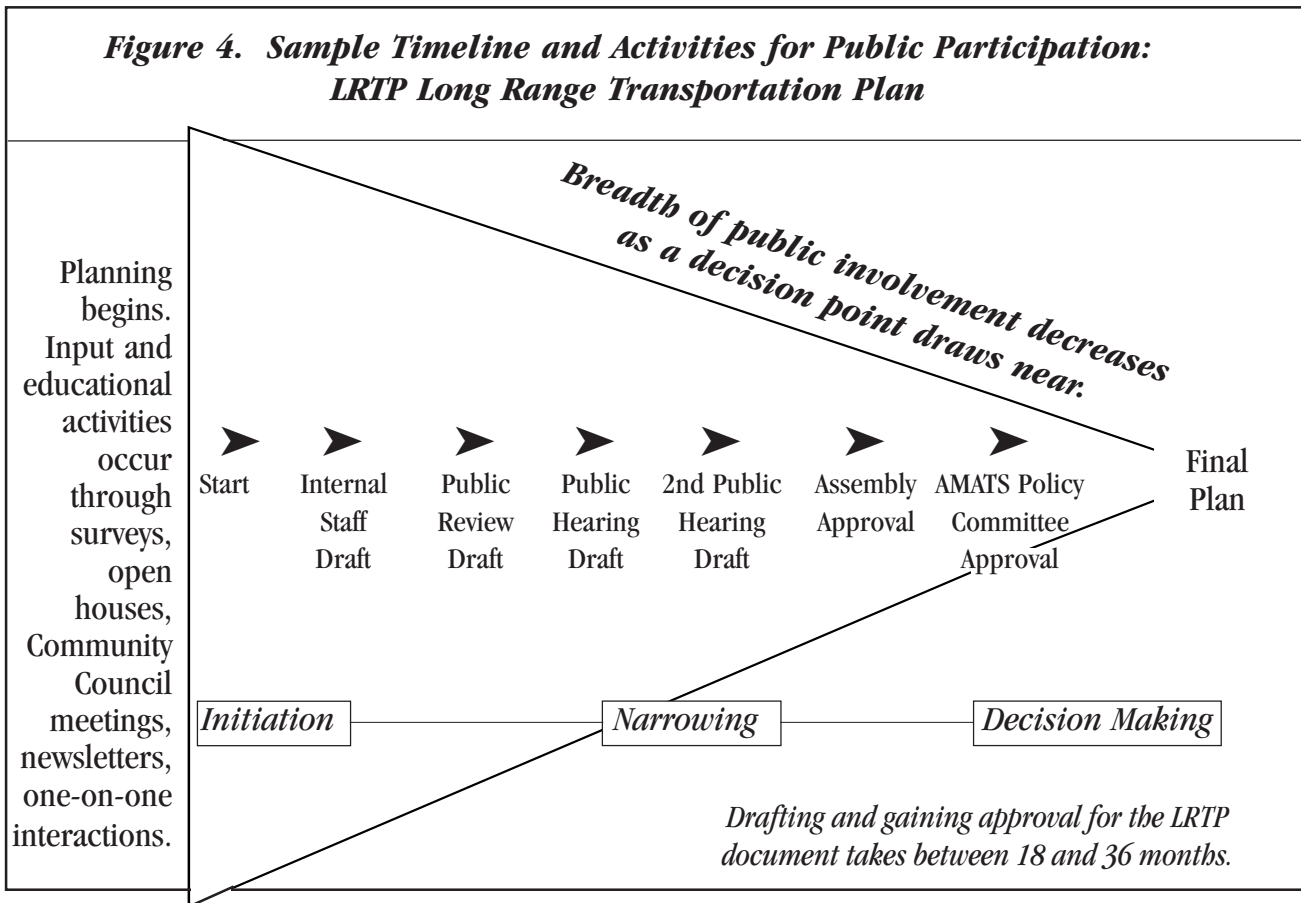 Figure 4. Sample Timeline and Activities for Public Participation:
LRTP Long Range Transportation Plan
Planning
begins.
Input and
educational
activities
occur
through
surveys,
open
houses,
Community
Council
meetings,
newsletters,
one-on-one
interactions.
Breadth of public involvement decreases
as a decision point draws near.
Start
Internal
Staff
Draft
Public
Review
Draft
Public
Hearing
Draft
2nd Public
Hearing
Draft
Assembly
Approval
AMATS Policy
Committee
Approval
Final
Plan
Initiation
Narrowing
Decision Making
Drafting and gaining approval for the LRTP
document takes between 18 and 36 months.